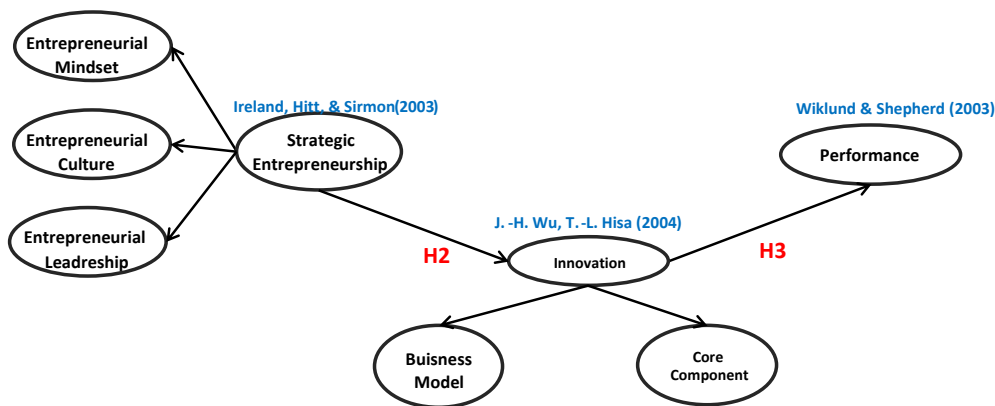 Entrepreneurial
Mindset
Ireland, Hitt. & Sirmon(2003)
Wiklund & Shepherd (2003)
Entrepreneurial
Culture
Strategic
Entrepreneurship
Performance
Entrepreneurial
Leadreship
J. -H. Wu, T. -L. Hisa (2004)
H2
Innovation
H3
Buisness
Model
Core
Component